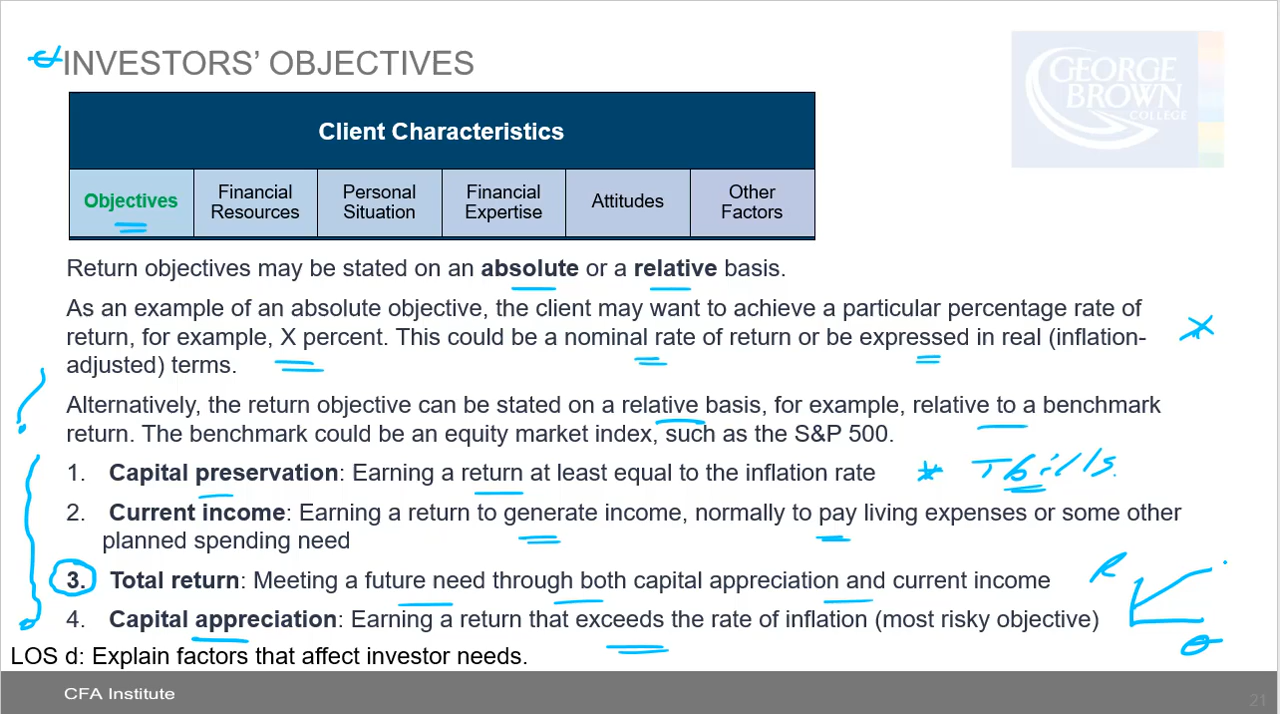 INVESTORS' OBJECTIVES
GEORGE
BROWN
COLLEGE
Client Characteristics
Objectives
Financial
Resources
Personal
Situation
Financial
Expertise
Attitudes
Other
Factors
Return objectives may be stated on an absolute or a relative basis.
As an example of an absolute objective, the client may want to achieve a particular percentage rate of
return, for example, X percent. This could be a nominal rate of return or be expressed in real (inflation-
adjusted) terms.
Alternatively, the return objective can be stated on a relative basis, for example, relative to a benchmark
return. The benchmark could be an equity market index, such as the S&P 500.
1. Capital preservation: Earning a return at least equal to the inflation rate
* Tbills
2. Current income: Earning a return to generate income, normally to pay living expenses or some other
planned spending need
3. Total return: Meeting a future need through both capital appreciation and current income
R
4. Capital appreciation: Earning a return that exceeds the rate of inflation (most risky objective)
LOS d: Explain factors that affect investor needs.
CFA Institute
21